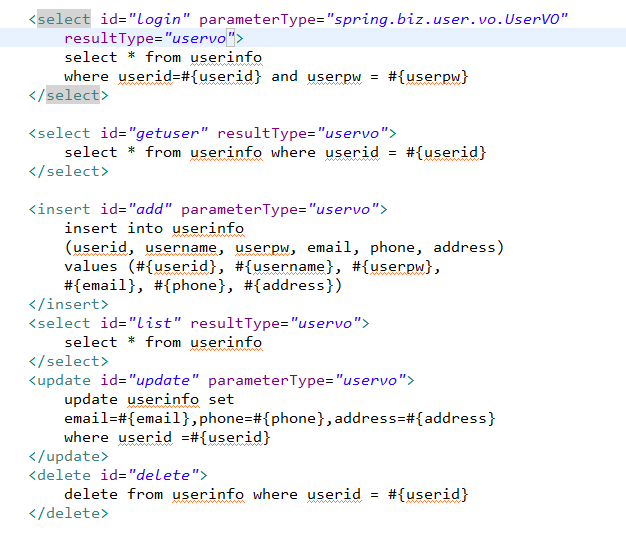 <select id="login" parameterType="spring.biz.user.vo.UserVO"
resultType="uservo">
select * from userinfo
where userid=#{userid} and userpw = #{userpw}
</select>
<select id="getuser" resultType="uservo">
select * from userinfo where userid = #{userid}
</select>
<insert id="add" parameterType="uservo">
insert into userinfo
(userid, username, userpw, email, phone, address)
values (#{userid}, #{username}, #{userpw},
#{email}, #{phone}, #{address})
</insert>
<select id="list" resultType="uservo">
select * from userinfo
</select>
<update id="update" parameterType="uservo">
update userinfo set
email=#{email},phone=#{phone},address=#{address}
where userid =#{userid}
</update>
<delete id="delete">
delete from userinfo where userid = #{userid}
</delete>